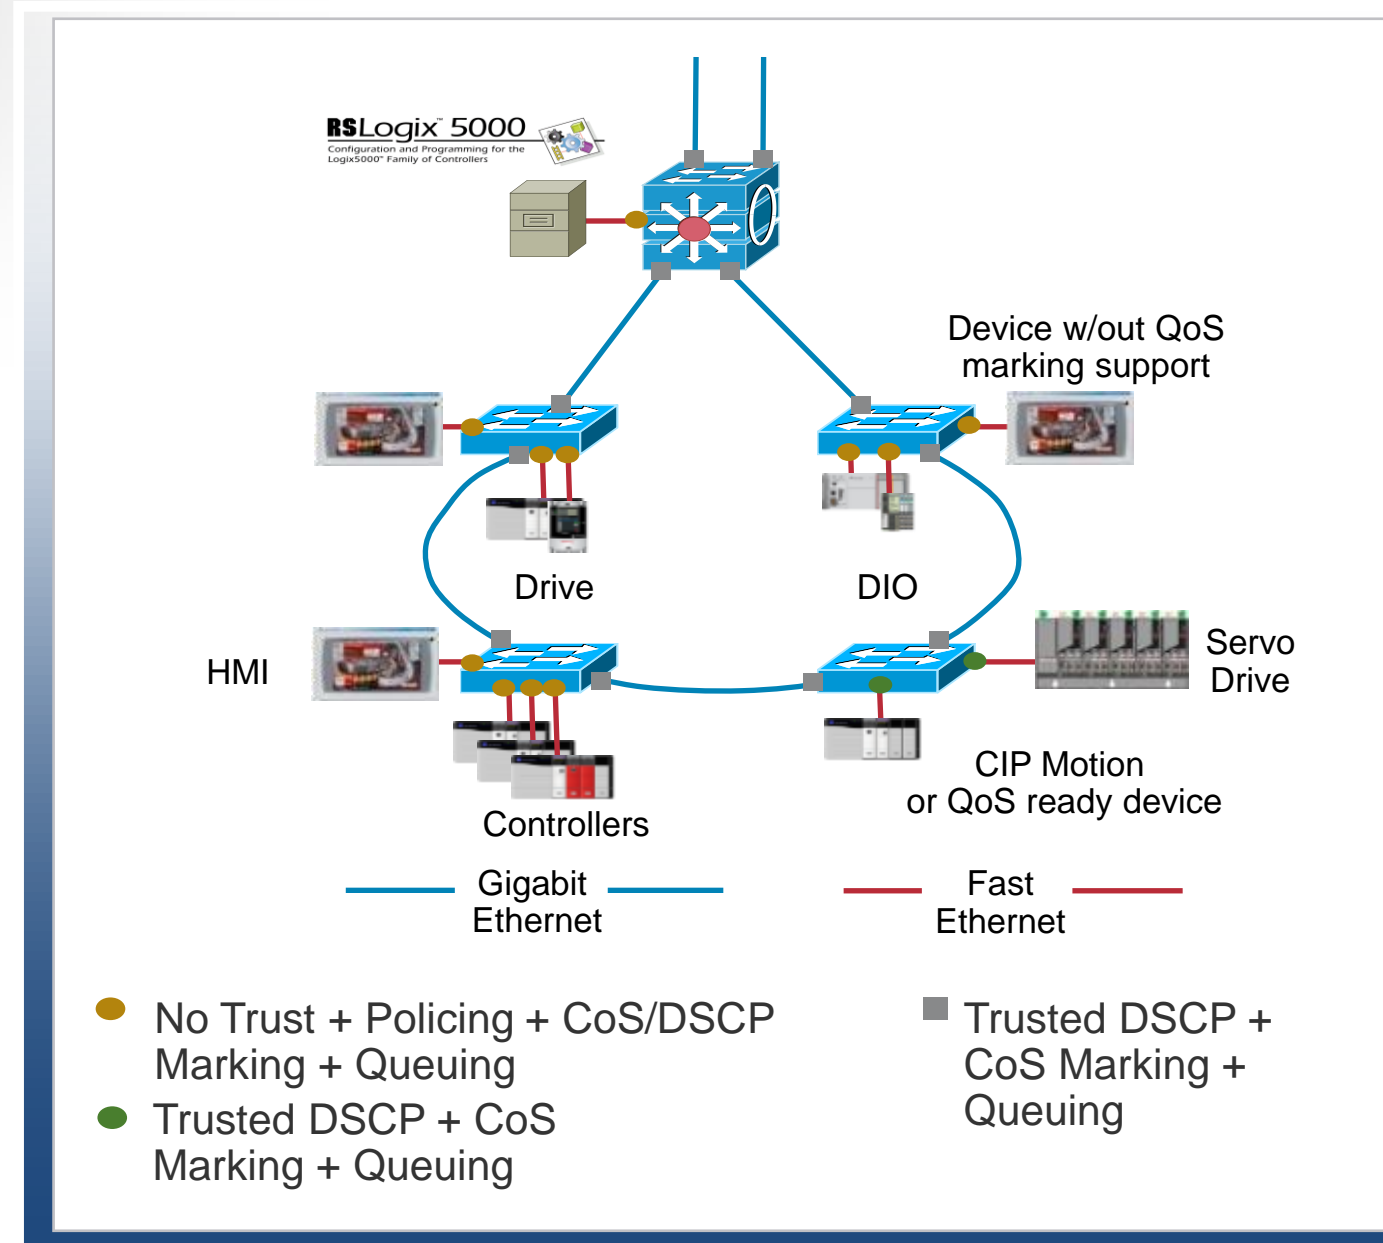 RSLogix™ 5000
Configuration and Programming for the
Logix5000™ Family of Controllers
Device w/out QoS
marking support
Drive
DIO
HMI
Servo
Drive
CIP Motion
or QoS ready device
Controllers
Gigabit
Ethernet
Fast
Ethernet
No Trust + Policing + CoS/DSCP
Marking + Queuing
Trusted DSCP + CoS
Marking + Queuing
Trusted DSCP +
CoS Marking +
Queuing